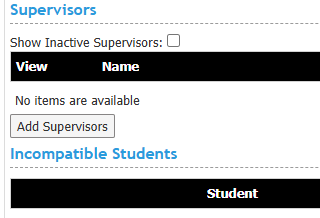 Supervisors
Show Inactive Supervisors:
View Name
No items are available
Add Supervisors
Incompatible Students
Student